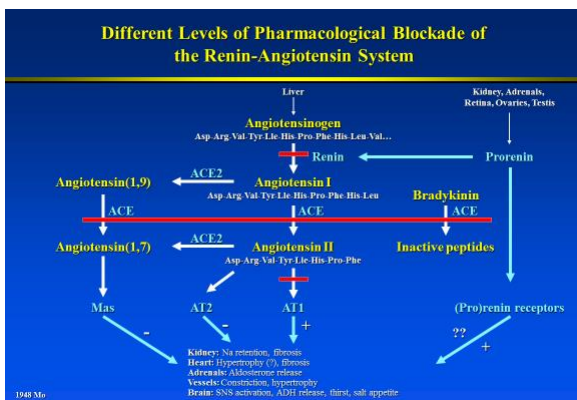 Different Levels of Pharmacological Blockade of
the Renin-Angiotensin System
Liver
Kidney, Adrenals,
Retina, Ovaries, Testis
Angiotensinogen
Asp-Arg-Val-Tyr-Lle-His-Pro-Phe-His-Leu-Val...
Renin
Prorenin
Angiotensin(1,9)
ACE2
Angiotensin I
Asp-Arg-Val-Tyr-Lle-His-Pro-Phe-His-Leu
Bradykinin
ACE
ACE
ACE
Angiotensin(1,7)
ACE2
Angiotensin II
Asp-Arg-Val-Tyr-Lle-His-Pro-Phe
Inactive peptides
Mas
AT2
AT1
(Pro)renin receptors
-
-
+
??
+
Kidney: Na retention, fibrosis
Heart: Hypertrophy (?), fibrosis
Adrenals: Aldosterone release
Vessels: Constriction, hypertrophy
Brain: SNS activation, ADH release, thirst, salt appetite
1948 Mo